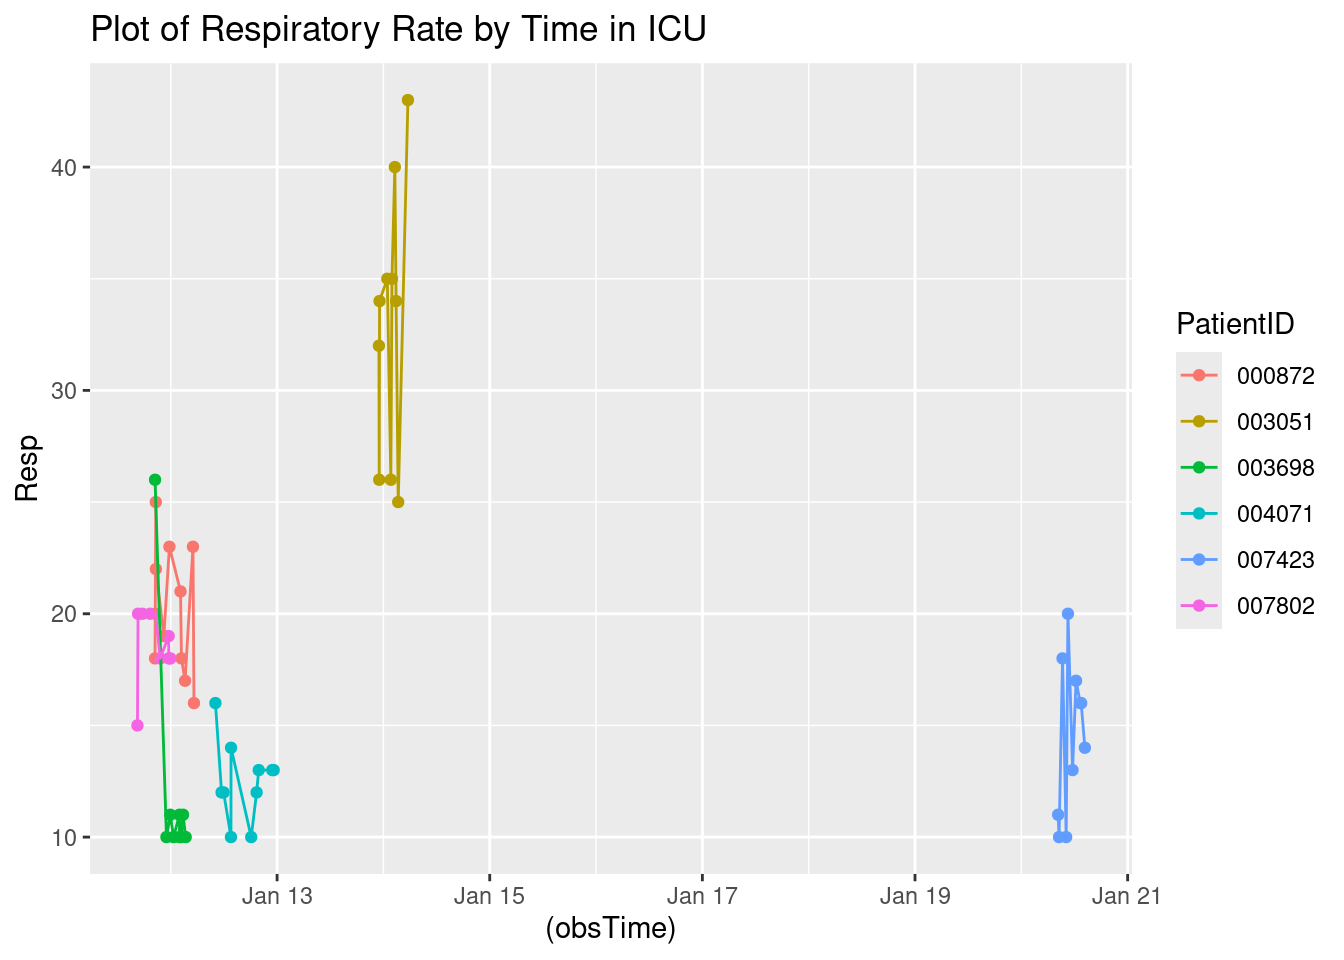 Plot of Respiratory Rate by Time in ICU
40
30
20
10
Resp
Jan 13
Jan 15
Jan 17
Jan 19
Jan 21
(obsTime)
PatientID
000872
003051
003698
004071
007423
007802